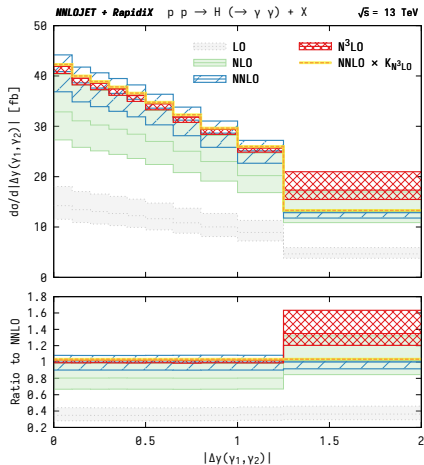 NNLOJET + RapidiX p p → H (→ γ γ) + X √s = 13 TeV
50
40
30
20
10
0
dσ/d|Δy(γ₁,γ₂)| [fb]
LO
NLO
NNLO
N³LO
NNLO × K_N³LO
1.8
1.6
1.4
1.2
1
0.8
0.6
0.4
0.2
Ratio to NNLO
0 0.5 1 1.5 2
|Δy(γ₁,γ₂)|